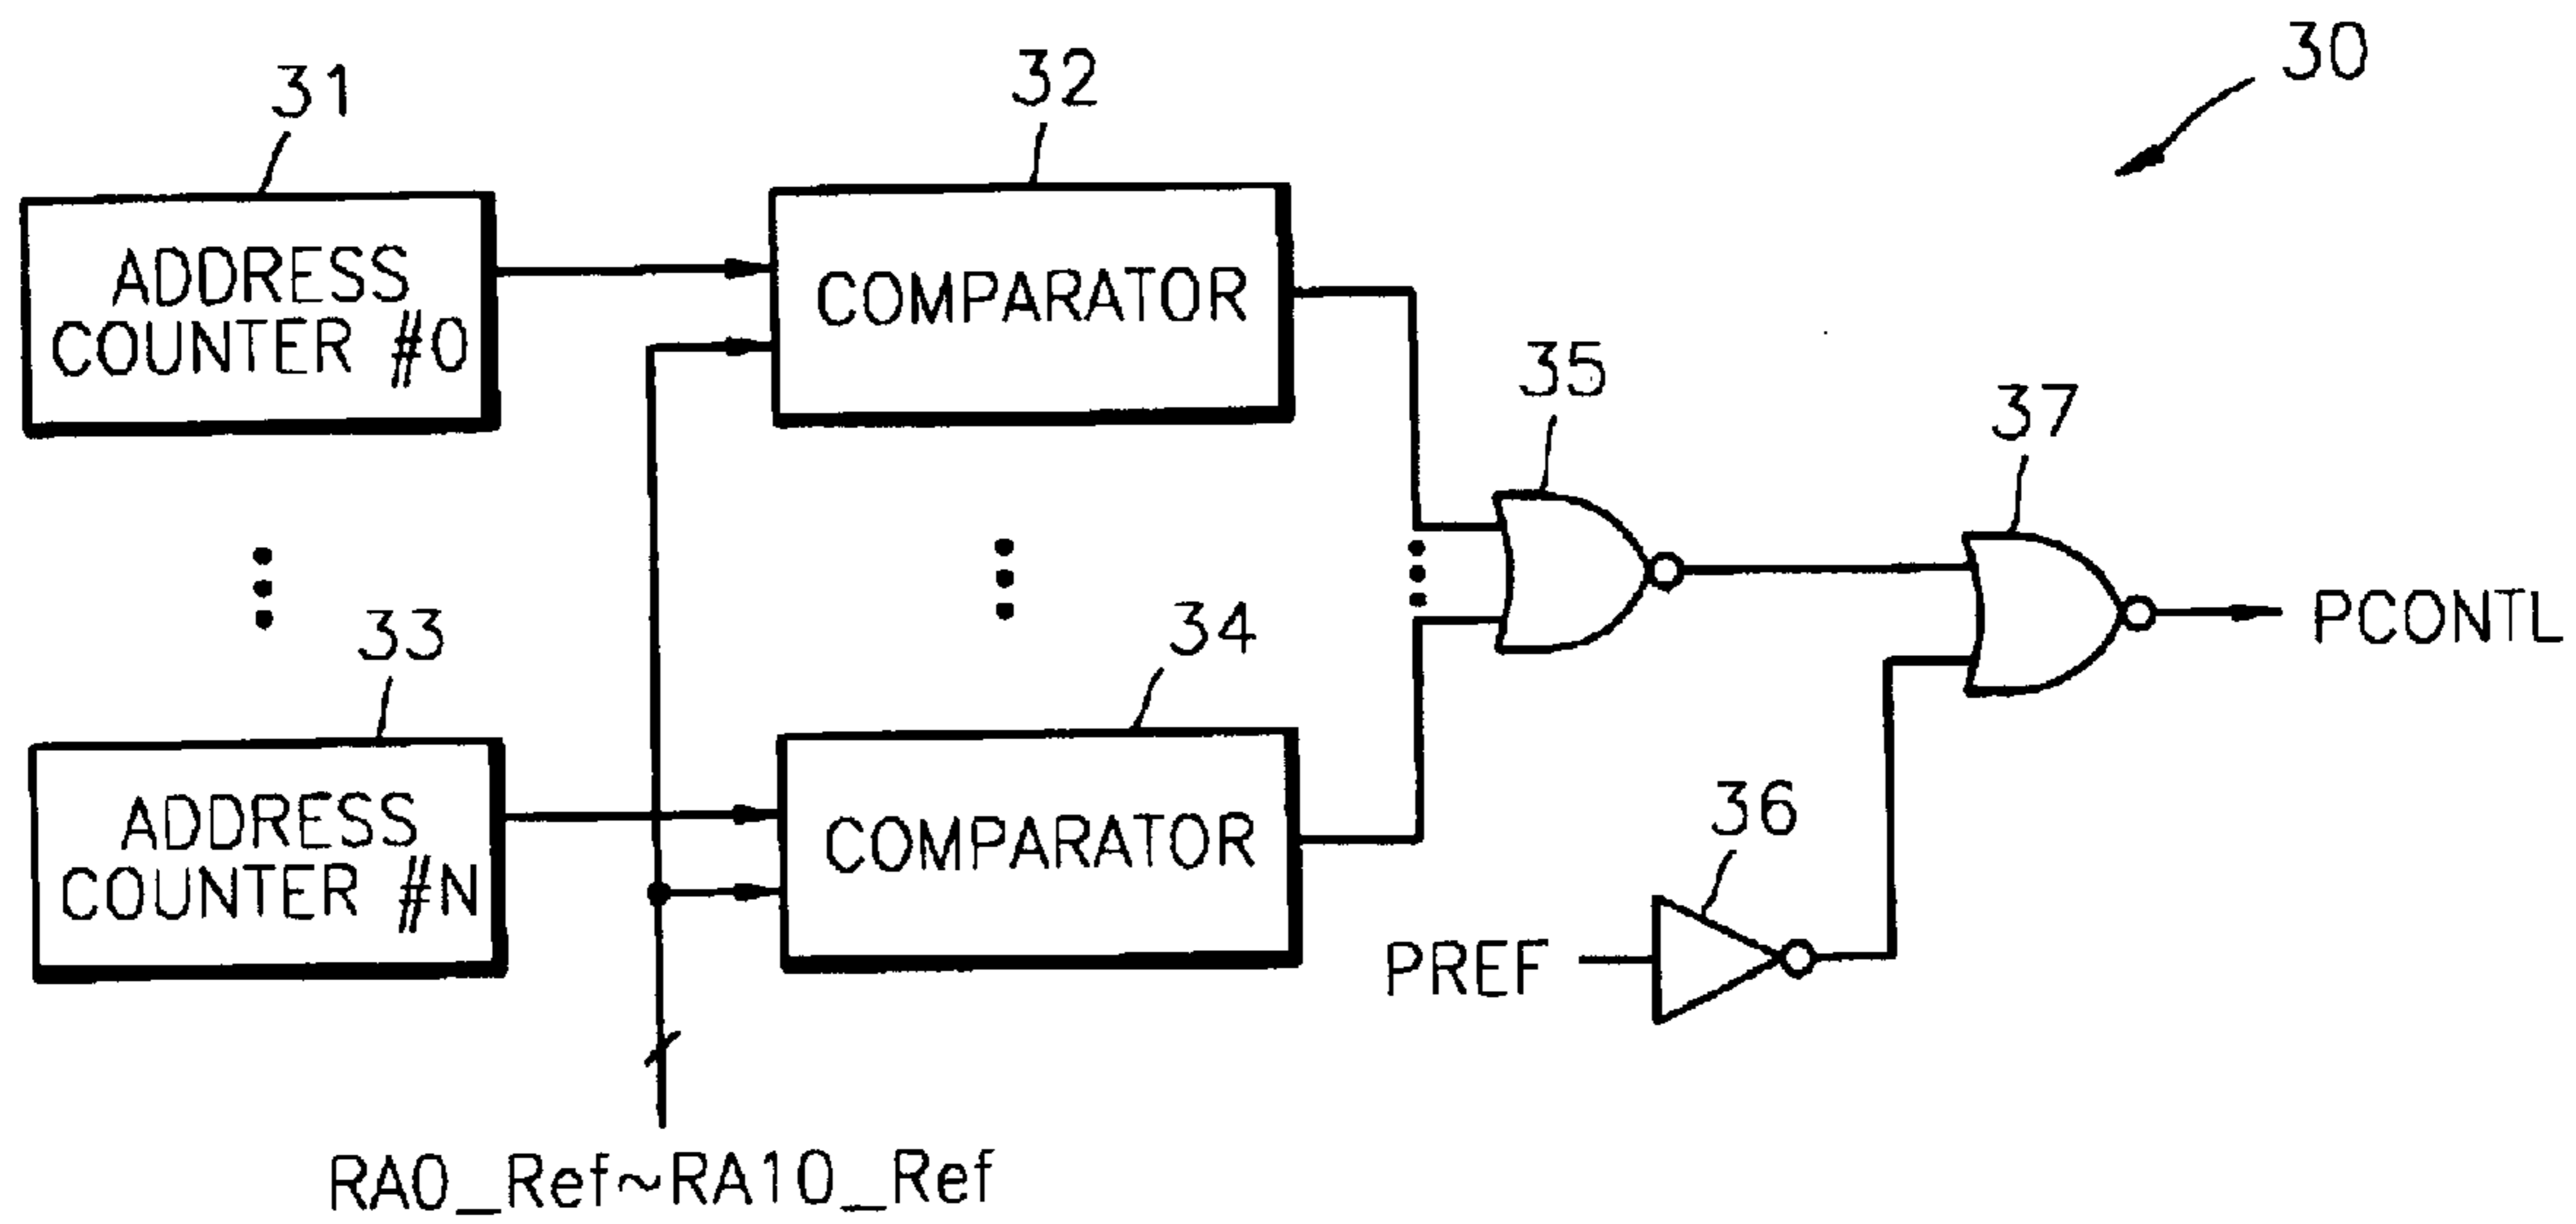 30
31
32
ADDRESS
COUNTER #0
COMPARATOR
35
37
33
34
PCONTL
ADDRESS
COUNTER #N
COMPARATOR
36
PREF
RA0_Ref~RA10_Ref